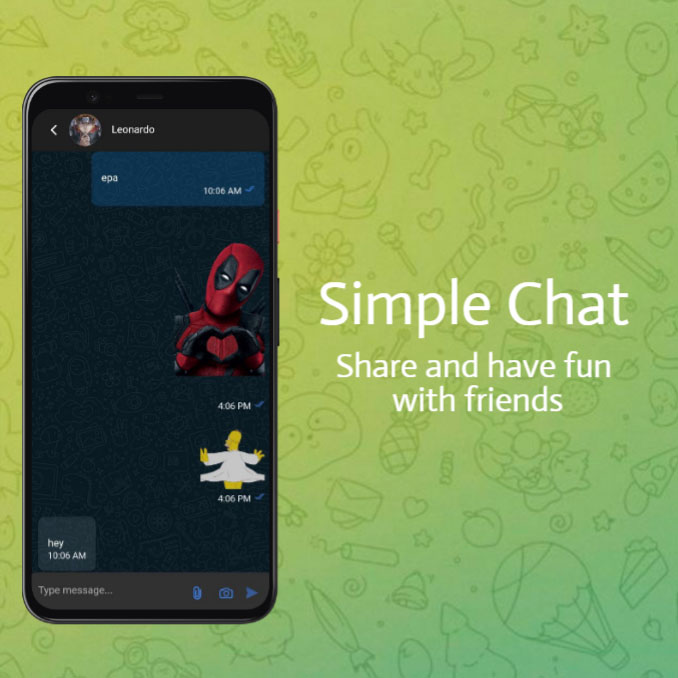 Leonardo
epa
10:06 AM
4:06 PM
4:06 PM
hey
10:06 AM
Type message...
Simple Chat
Share and have fun
with friends